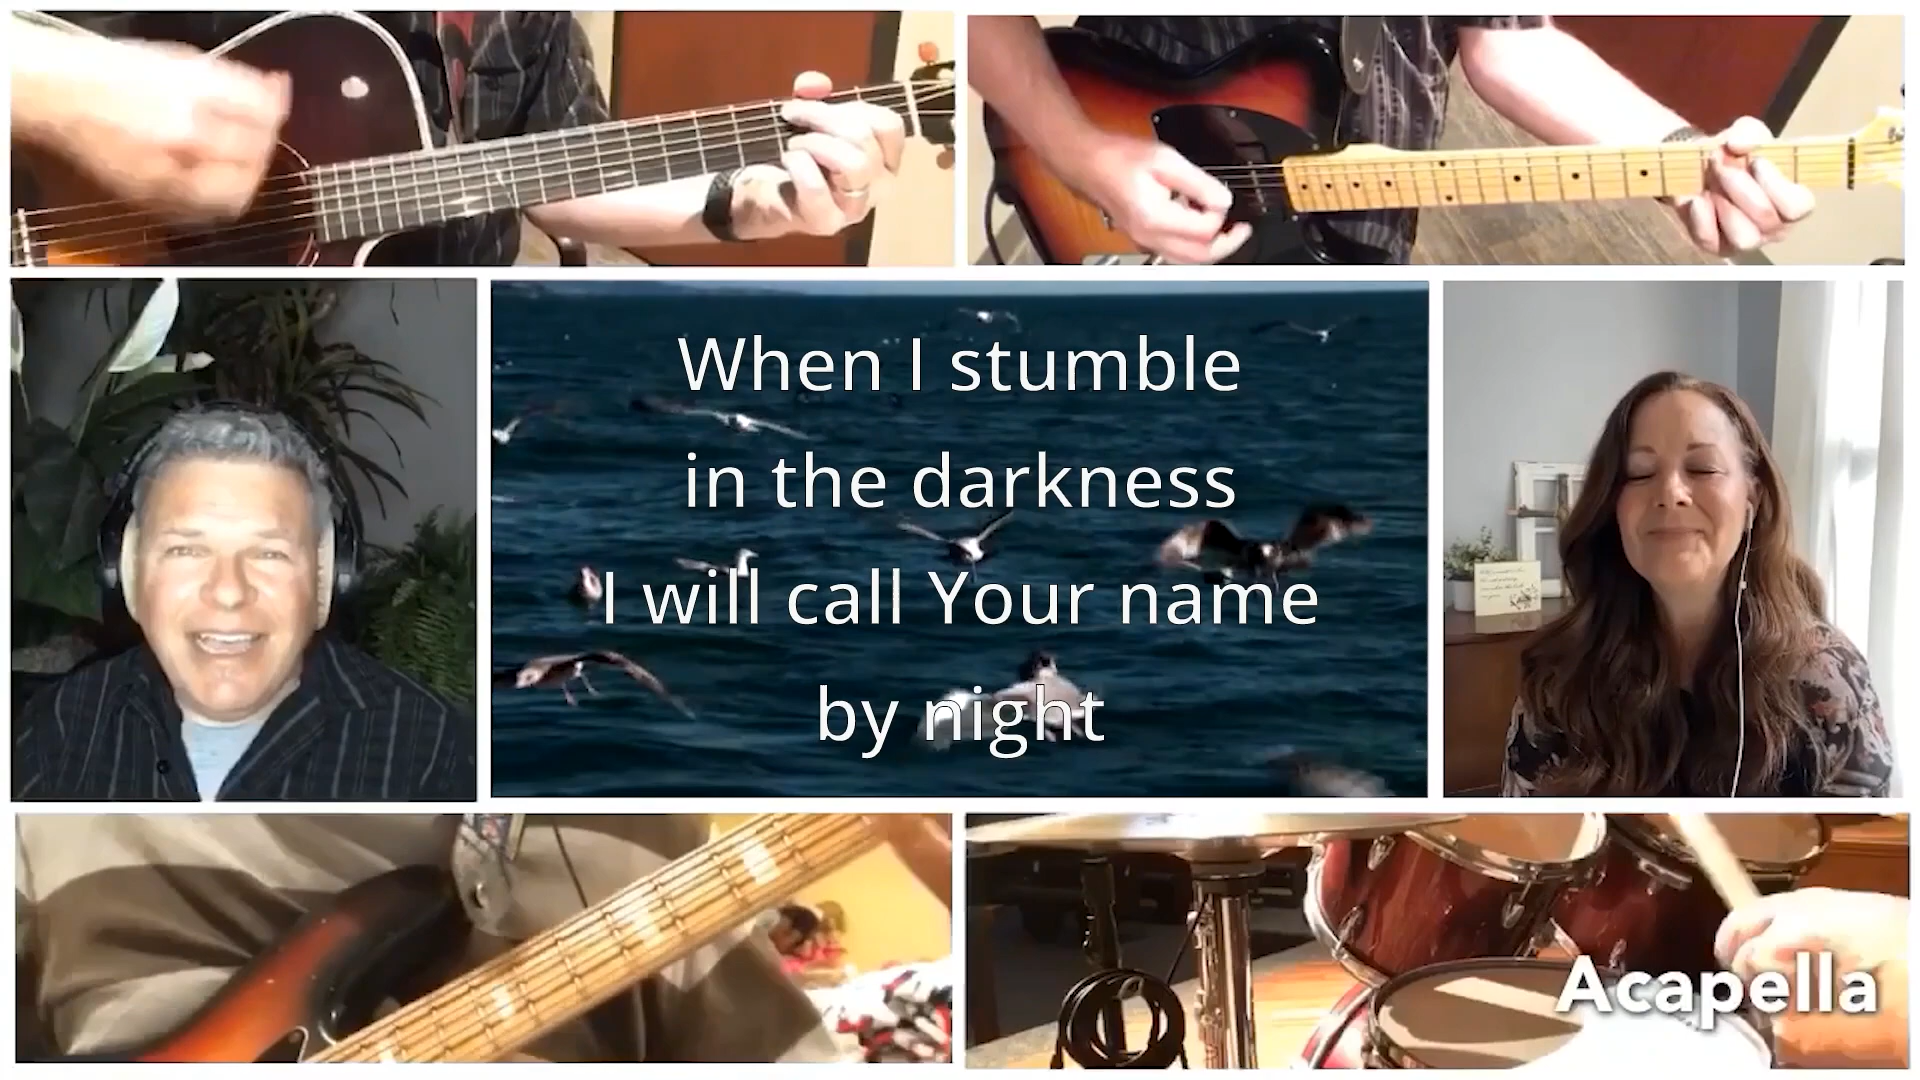 When I stumble
in the darkness
I will call Your name
by night
Acapella